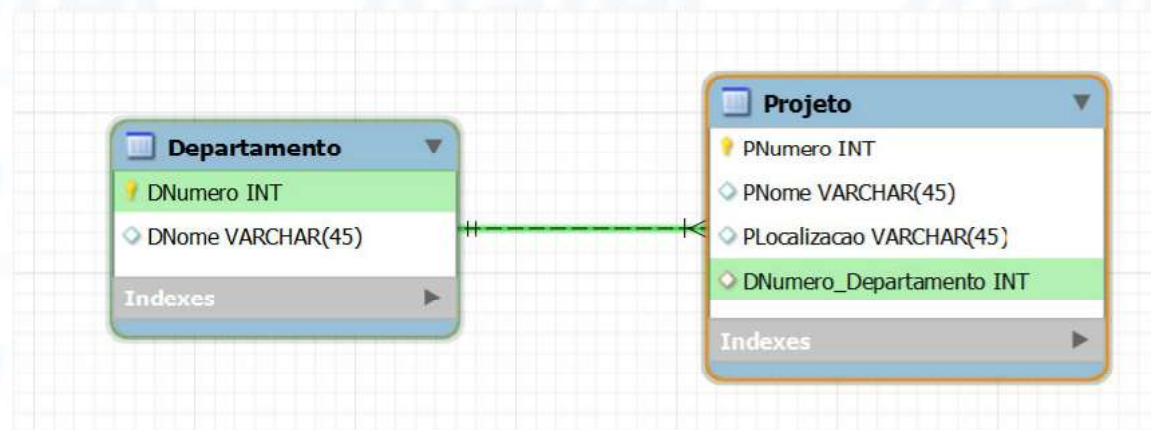 Departamento
DNumero INT
DNome VARCHAR(45)
Indexes
Projeto
PNumero INT
PNome VARCHAR(45)
PLocalizacao VARCHAR(45)
DNumero_Departamento INT
Indexes